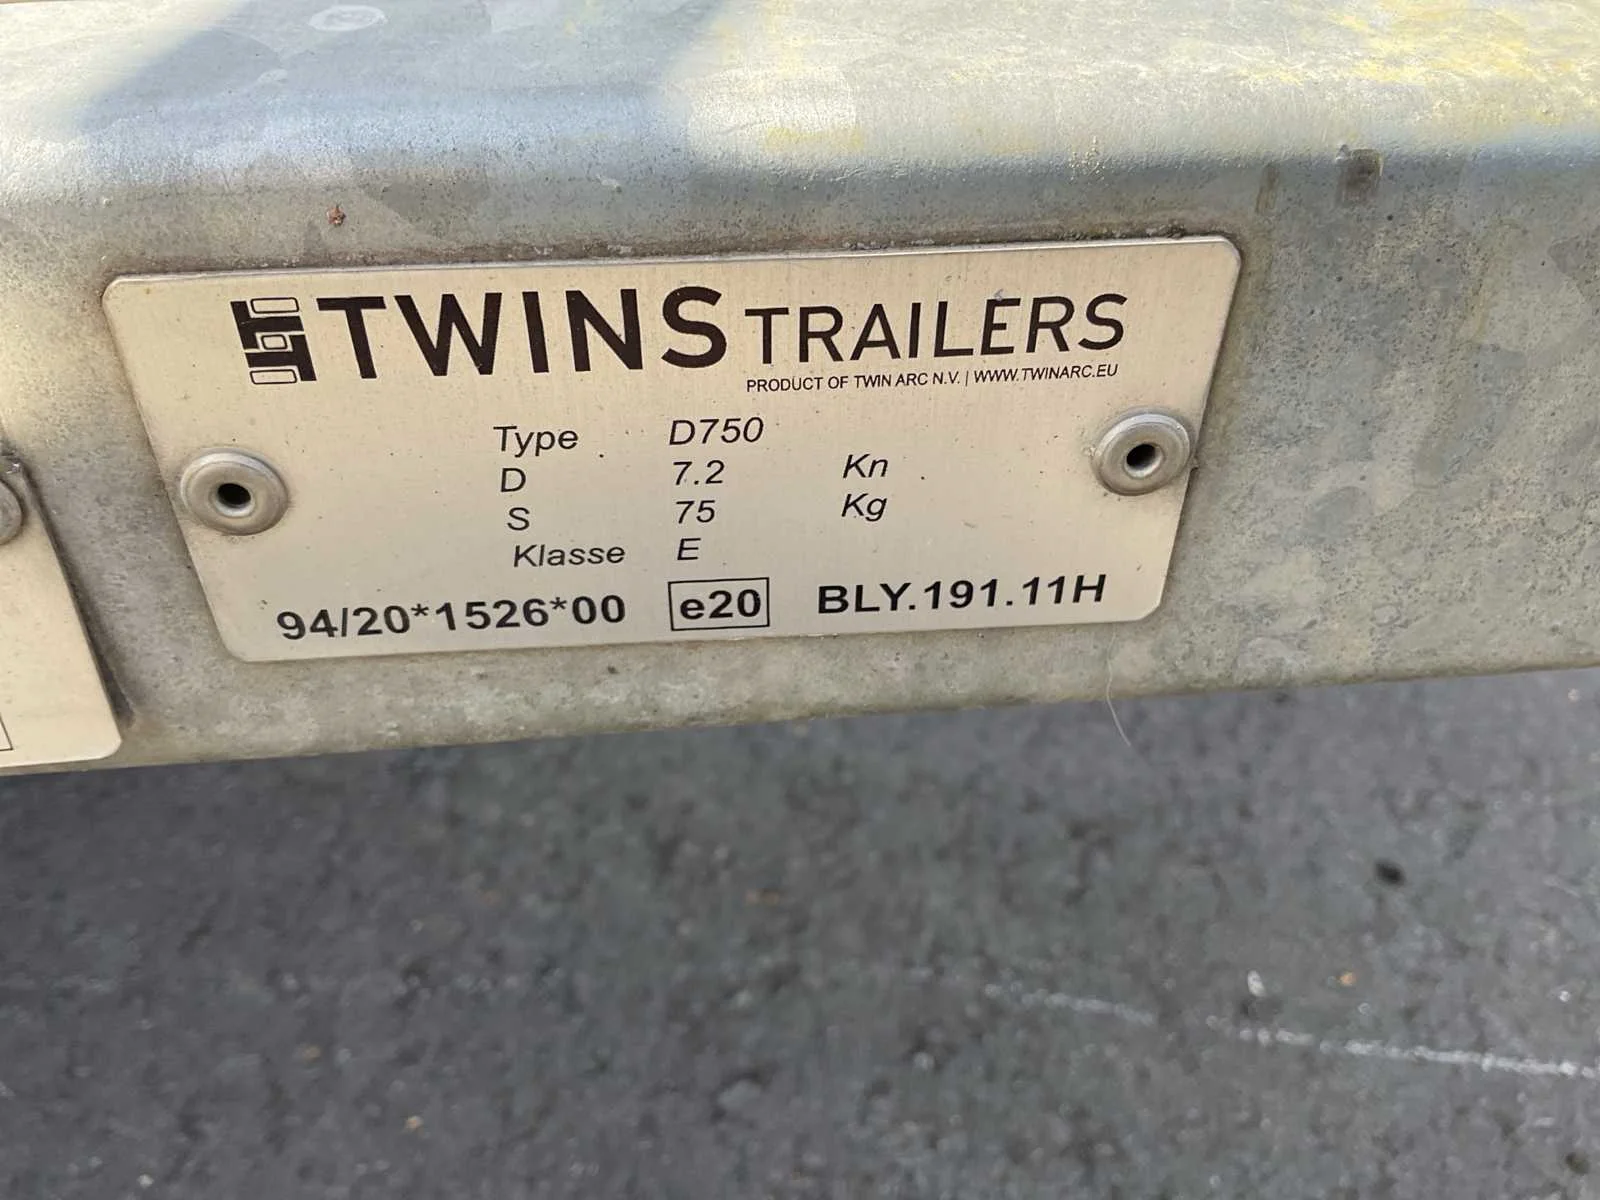 TWINS TRAILERS
PRODUCT OF TWIN ARC N.V. | WWW.TWINARC.EU
Type D750
D 7.2 Kn
S 75 Kg
Klasse E
94/20*1526*00 e20 BLY.191.11H